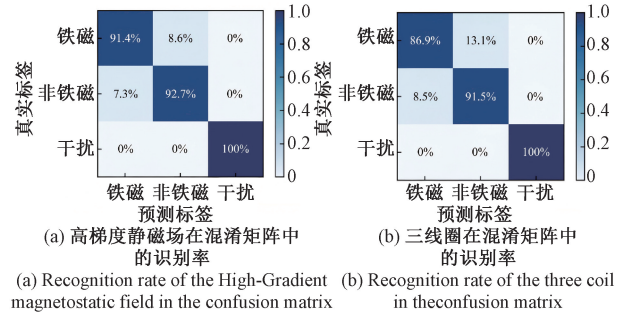 铁磁 91.4% 8.6% 0%
非铁磁 7.3% 92.7% 0%
干扰 0% 0% 100%
真实标签
铁磁 非铁磁 干扰
预测标签
1.0
0.8
0.6
0.4
0.2
0
(a) 高梯度静磁场在混淆矩阵中
的识别率
(a) Recognition rate of the High-Gradient
magnetostatic field in the confusion matrix
铁磁 86.9% 13.1% 0%
非铁磁 8.5% 91.5% 0%
干扰 0% 0% 100%
真实标签
铁磁 非铁磁 干扰
预测标签
1.0
0.8
0.6
0.4
0.2
0
(b) 三线圈在混淆矩阵中
的识别率
(b) Recognition rate of the three coil
in theconfusion matrix